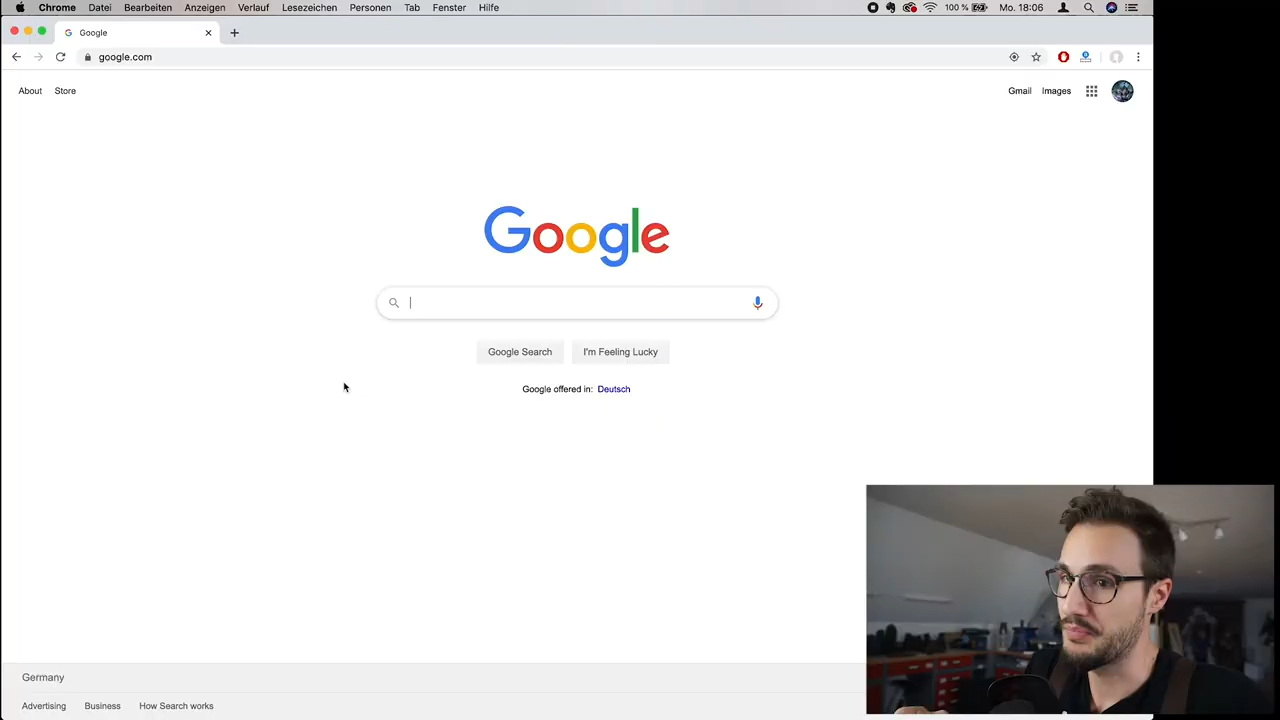 Chrome Datei Bearbeiten Anzeigen Verlauf Lesezeichen Personen Tab Fenster Hilfe 100 % Mo. 18:06
Google
google.com
About Store Gmail Images
Google
Google Search I'm Feeling Lucky
Google offered in: Deutsch
Germany
Advertising Business How Search works